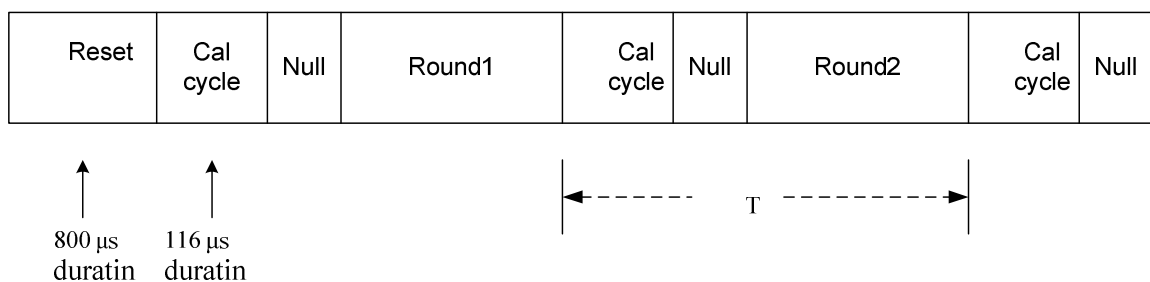 Reset
Cal
cycle
Null
Round1
Cal
cycle
Null
Round2
Cal
cycle
Null
T
800 μs
duratin
116 μs
duratin